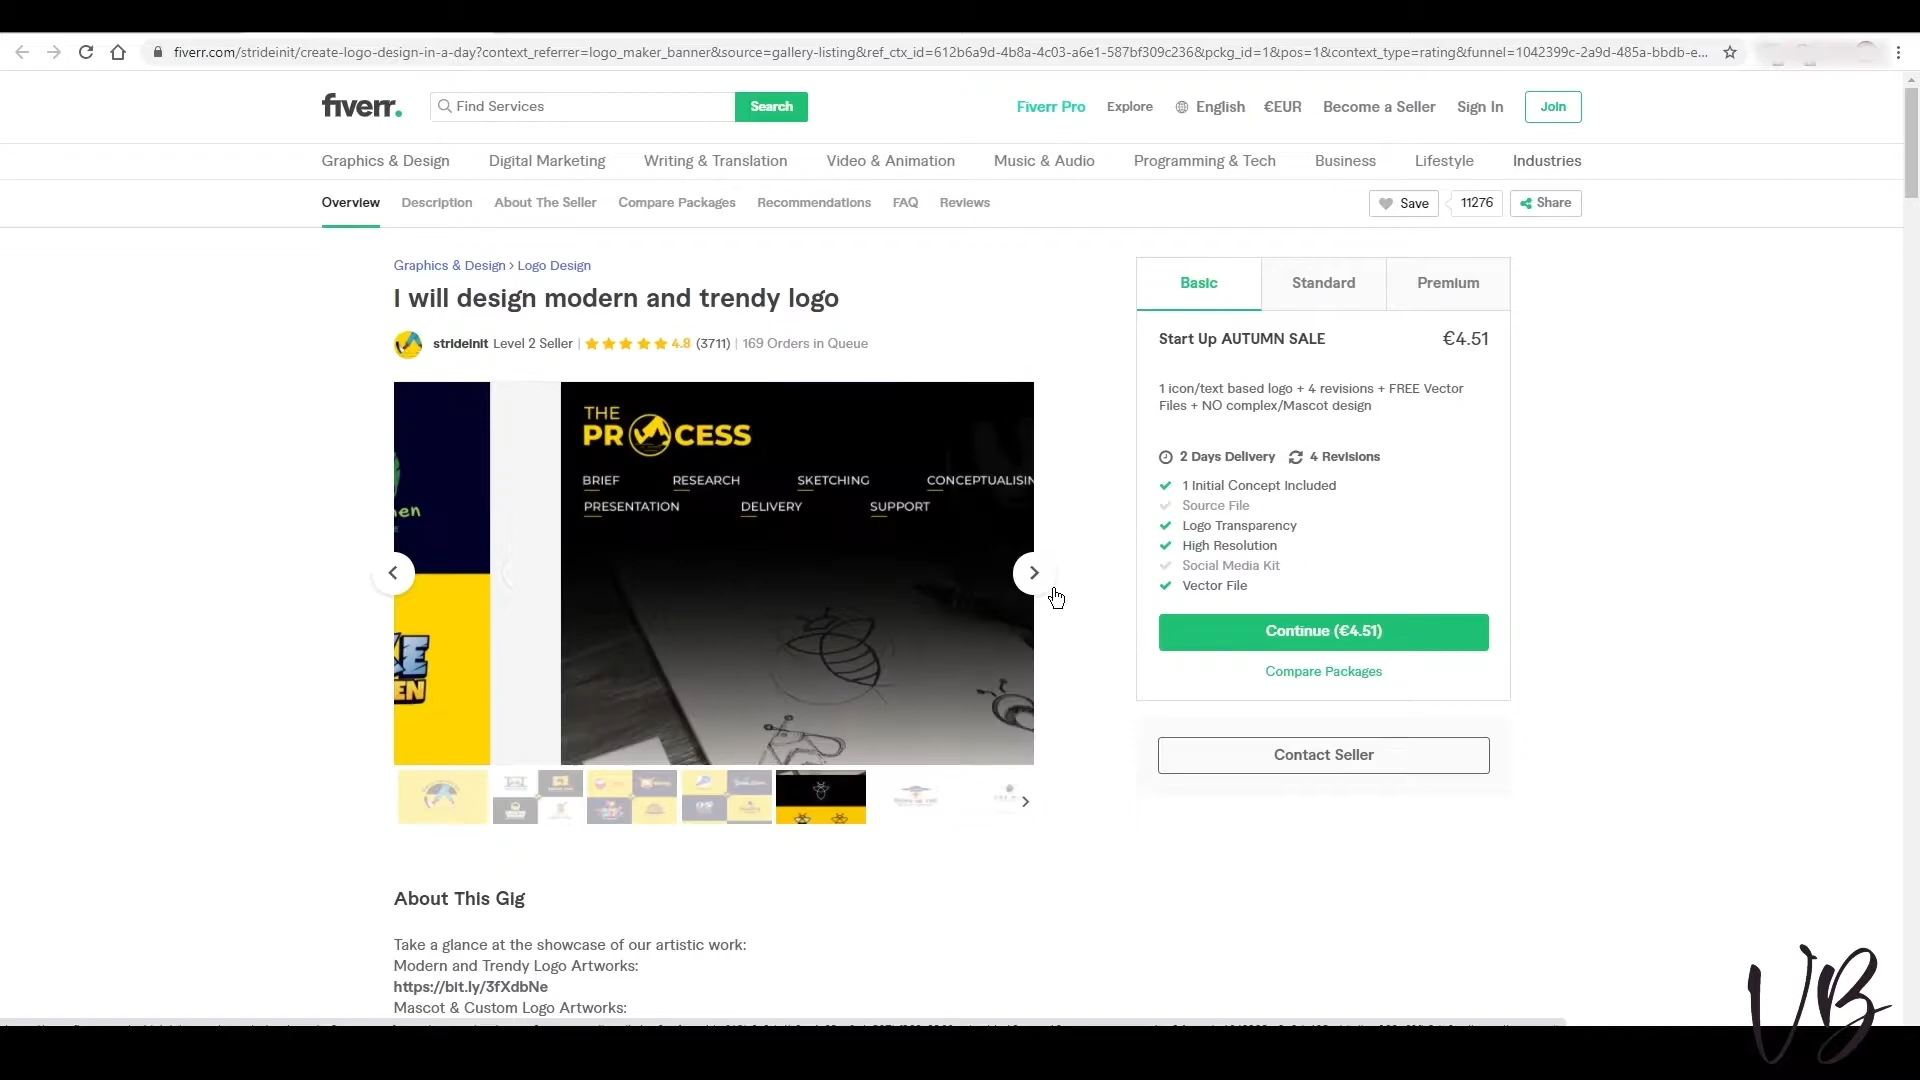 fiverr.com/strideinit/create-logo-design-in-a-day?context_referrer=logo_maker_banner&source=gallery-listing&ref_ctx_id=612b6a9d-4b8a-4c03-a6e1-587bf309c236&pckg_id=1&pos=1&context_type=rating&funnel=1042399c-2a9d-485a-bbdb-e...
fiverr.
Find Services
Search
Fiverr Pro
Explore
English
€EUR
Become a Seller
Sign In
Join
Graphics & Design
Digital Marketing
Writing & Translation
Video & Animation
Music & Audio
Programming & Tech
Business
Lifestyle
Industries
Overview
Description
About The Seller
Compare Packages
Recommendations
FAQ
Reviews
Save
11276
Share
Graphics & Design › Logo Design
I will design modern and trendy logo
strideinit Level 2 Seller | 4.8 (3711) | 169 Orders in Queue
THE
PROCESS
BRIEF
RESEARCH
SKETCHING
CONCEPTUALISIN
PRESENTATION
DELIVERY
SUPPORT
Basic
Standard
Premium
Start Up AUTUMN SALE
€4.51
1 icon/text based logo + 4 revisions + FREE Vector
Files + NO complex/Mascot design
2 Days Delivery
4 Revisions
1 Initial Concept Included
Source File
Logo Transparency
High Resolution
Social Media Kit
Vector File
Continue (€4.51)
Compare Packages
Contact Seller
About This Gig
Take a glance at the showcase of our artistic work:
Modern and Trendy Logo Artworks:
https://bit.ly/3fXdbNe
Mascot & Custom Logo Artworks:
VB